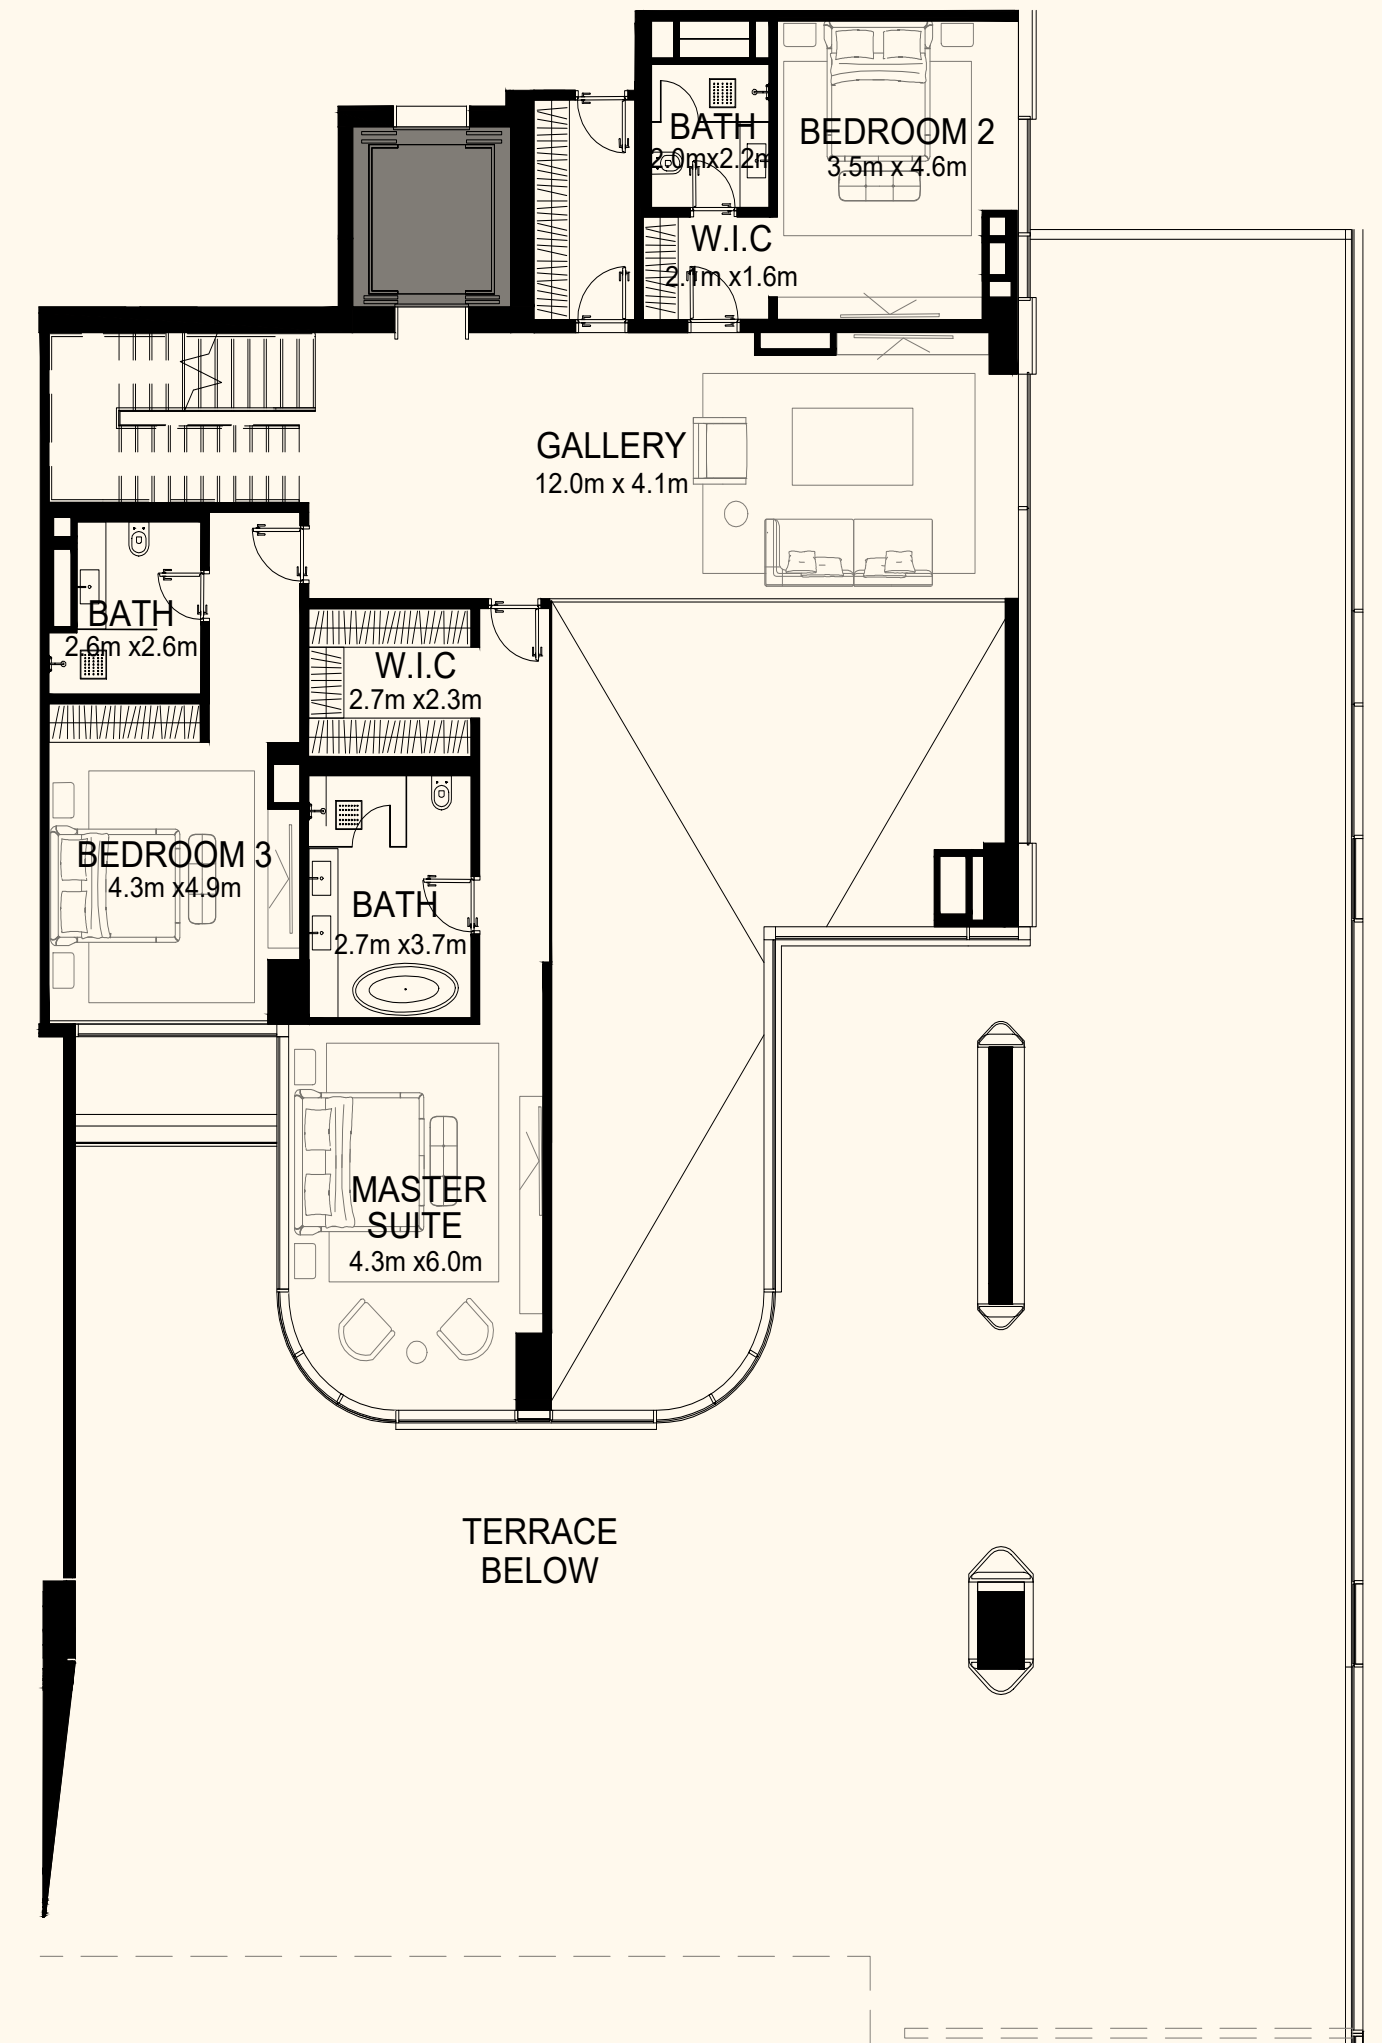 BATH
2.0mx2.2m
BEDROOM 2
3.5m x 4.6m
W.I.C
2.1m x1.6m
GALLERY
12.0m x 4.1m
BATH
2.6m x2.6m
W.I.C
2.7m x2.3m
BEDROOM 3
4.3m x4.9m
BATH
2.7m x3.7m
MASTER
SUITE
4.3m x6.0m
TERRACE
BELOW